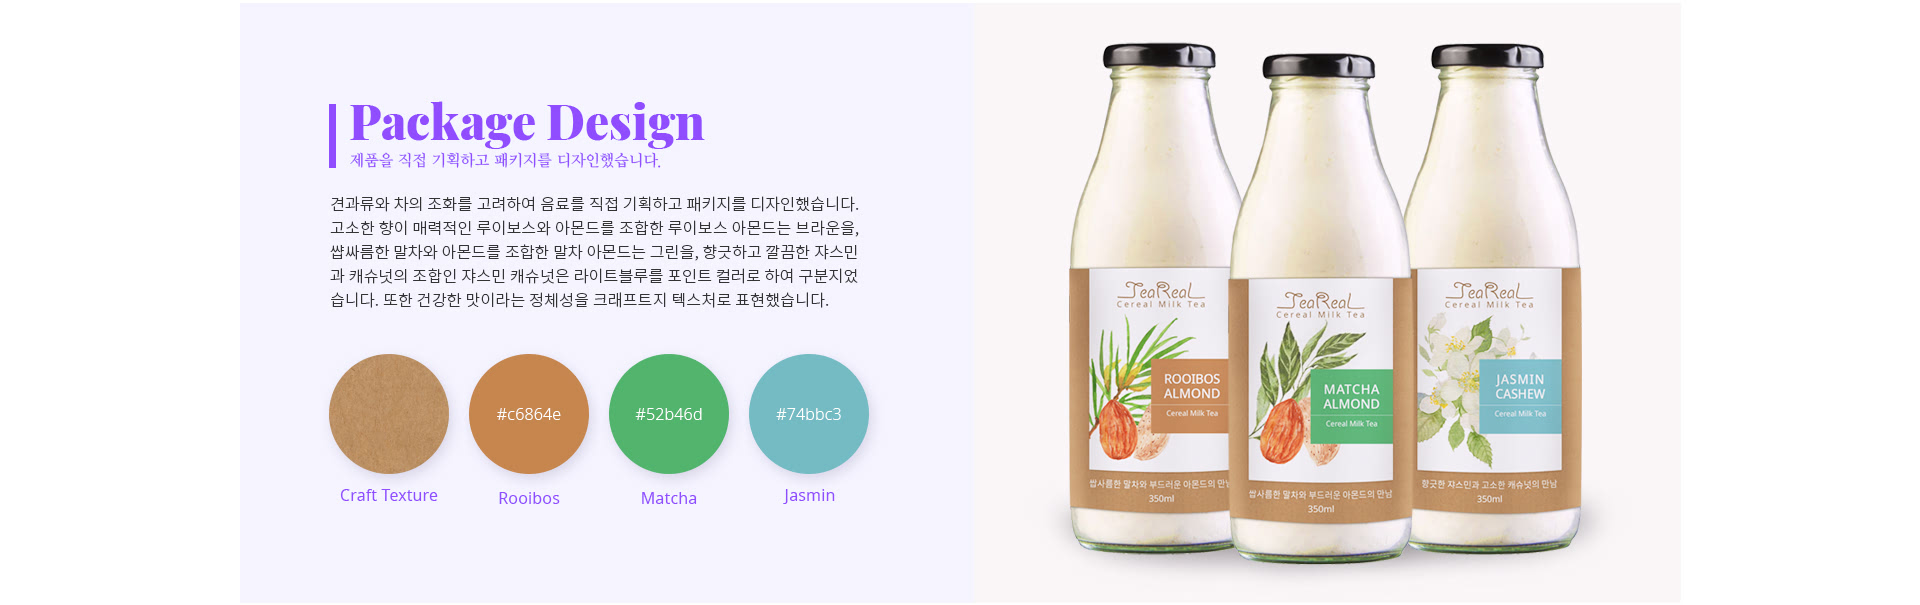 Package Design
제품을 직접 기획하고 패키지를 디자인했습니다.
견과류와 차의 조화를 고려하여 음료를 직접 기획하고 패키지를 디자인했습니다.
고소한 향이 매력적인 루이보스와 아몬드를 조합한 루이보스 아몬드는 브라운을,
쌉싸름한 말차와 아몬드를 조합한 말차 아몬드는 그린을, 향긋하고 깔끔한 쟈스민
과 캐슈넛의 조합인 쟈스민 캐슈넛은 라이트블루를 포인트 컬러로 하여 구분지었
습니다. 또한 건강한 맛이라는 정체성을 크래프트지 텍스처로 표현했습니다.
#c6864e
#52b46d
#74bbc3
Craft Texture
Rooibos
Matcha
Jasmin
TeaReal
Cereal Milk Tea
ROOIBOS
ALMOND
Cereal Milk Tea
쌉사름한 말차와 부드러운 아몬드의 만남
350ml
TeaReal
Cereal Milk Tea
MATCHA
ALMOND
Cereal Milk Tea
쌉사름한 말차와 부드러운 아몬드의 만남
350ml
TeaReal
Cereal Milk Tea
JASMIN
CASHEW
Cereal Milk Tea
향긋한 쟈스민과 고소한 캐슈넛의 만남
350ml